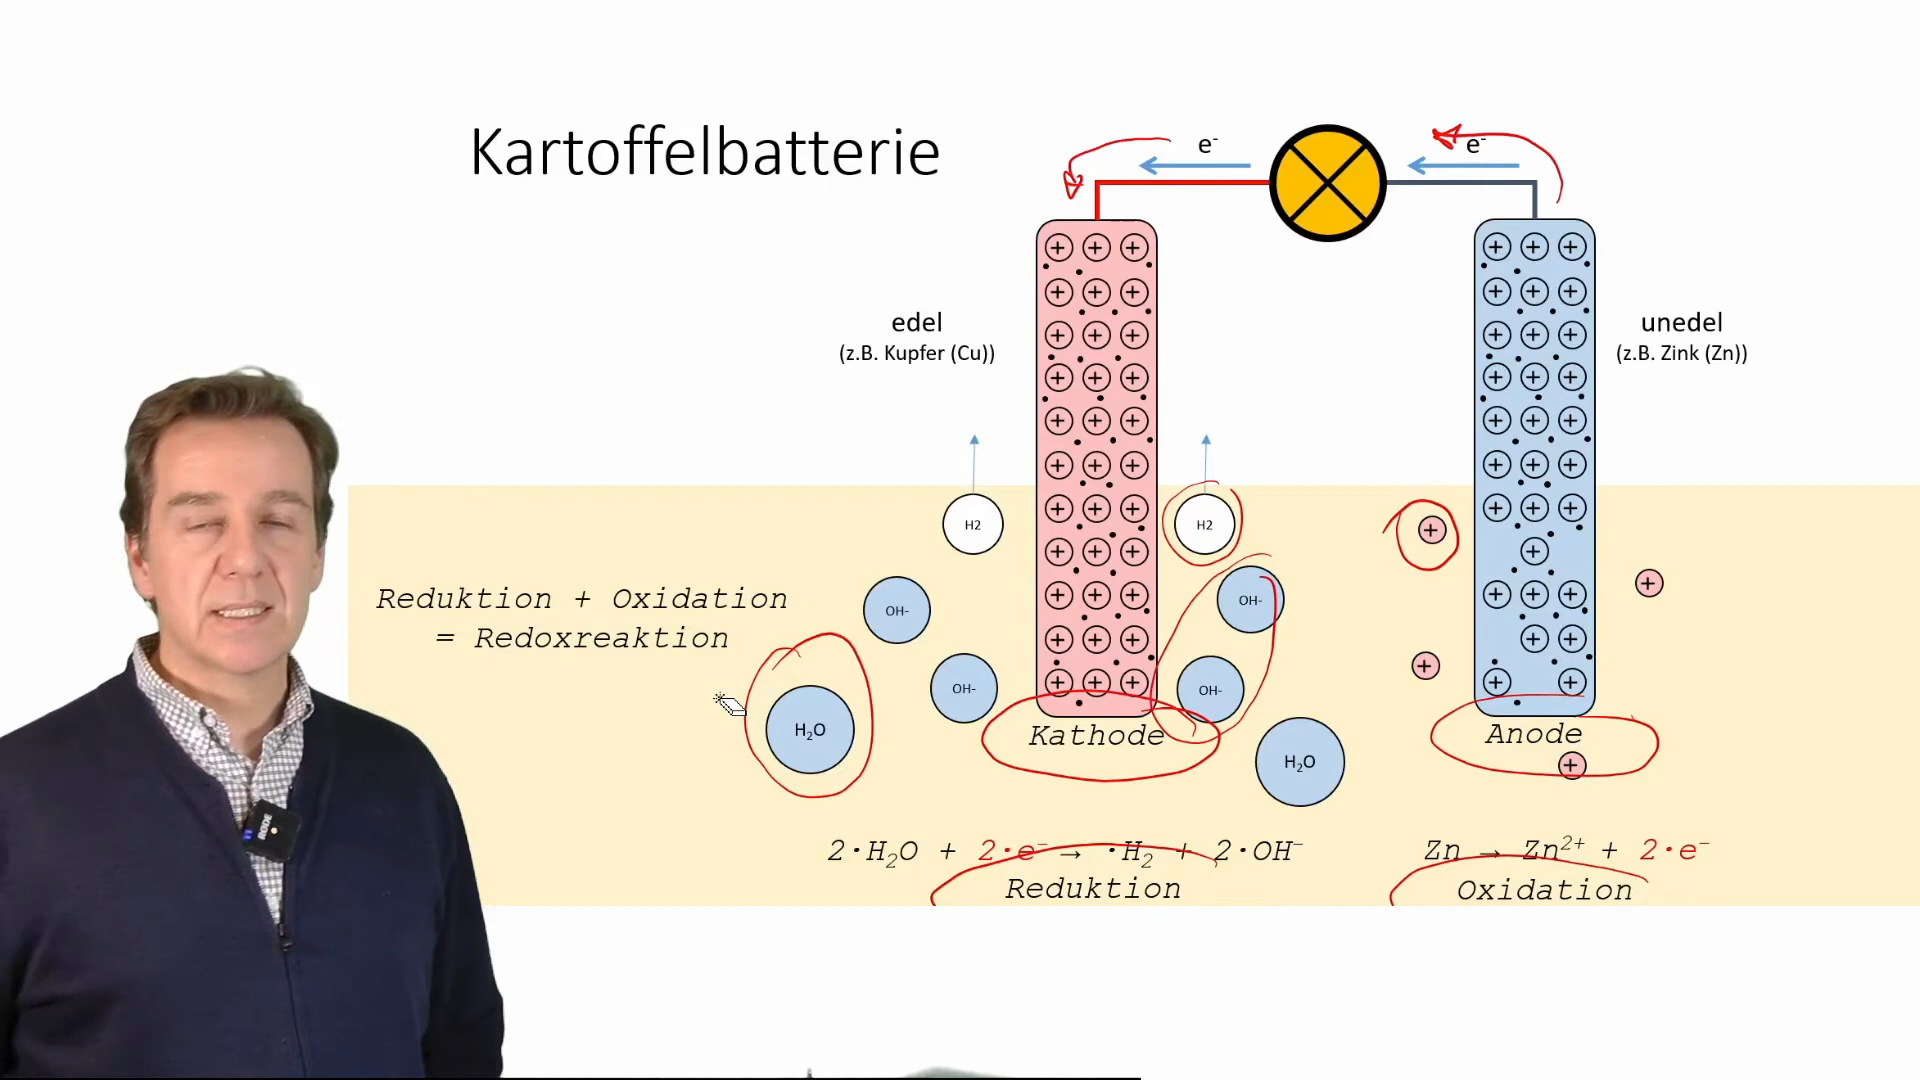 Kartoffelbatterie
e⁻
e⁻
edel
(z.B. Kupfer (Cu))
unedel
(z.B. Zink (Zn))
+ + + + + +
+ + + + + +
+ + + + + +
+ + + + + +
+ + + + + +
+ + + + + +
+ + + + + +
H2
H2
+
+ + + +
OH-
OH-
+
+ + + + + +
Reduktion + Oxidation
= Redoxreaktion
+ + + + +
+
OH-
OH-
+ + + + +
H₂O
Kathode
Anode
H₂O
+
2·H₂O + 2·e⁻ → ·H₂ + 2·OH⁻
Zn → Zn²⁺ + 2·e⁻
Reduktion
Oxidation
RODE